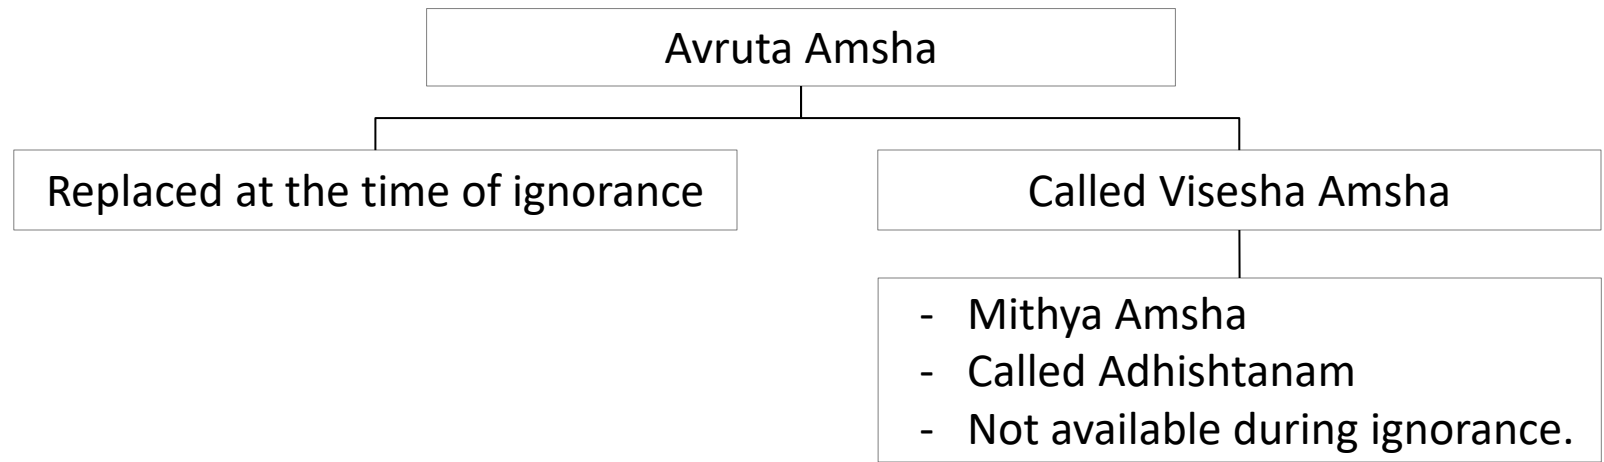 Avruta Amsha
Replaced at the time of ignorance
Called Visesha Amsha
- Mithya Amsha
- Called Adhishtanam
- Not available during ignorance.